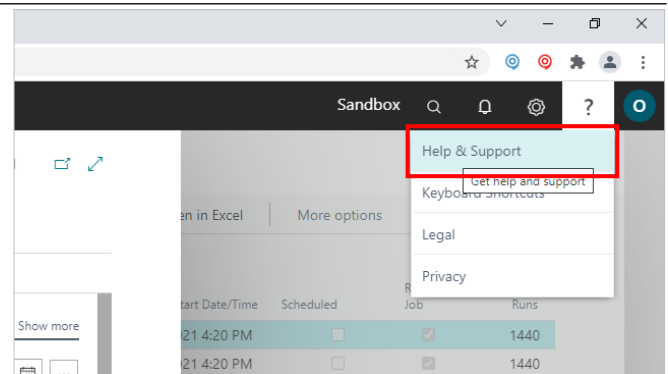 Sandbox ? O
Help & Support
Get help and support
Keyboard Shortcuts
en in Excel More options
Legal
Privacy
tart Date/Time Scheduled R
Job Runs
Show more
021 4:20 PM 1440
021 4:20 PM 1440